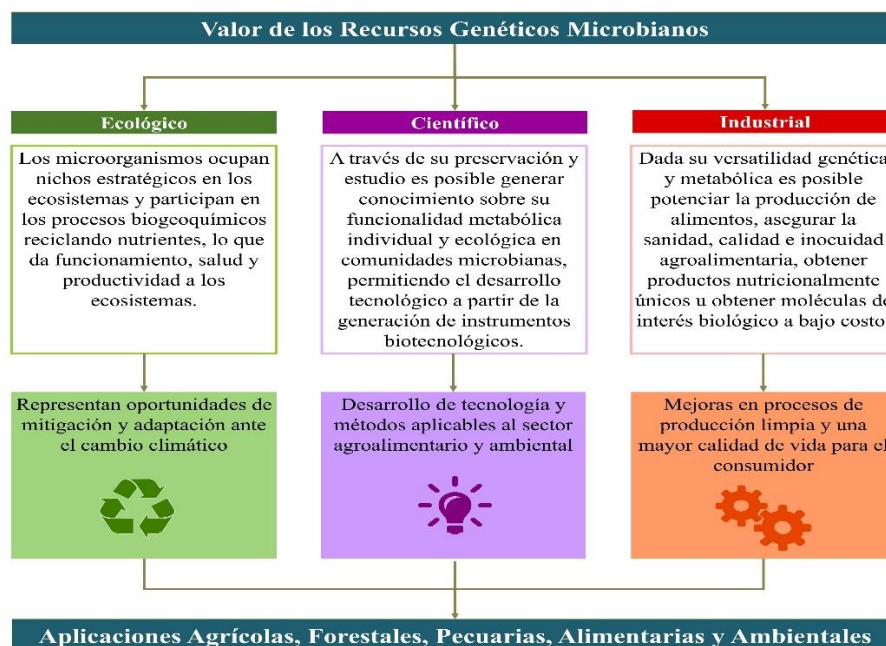 Valor de los Recursos Genéticos Microbianos
Ecológico
Los microorganismos ocupan
nichos estratégicos en los
ecosistemas y participan en
los procesos biogeoquímicos
reciclando nutrientes, lo que
da funcionamiento, salud y
productividad a los
ecosistemas.
Representan oportunidades de
mitigación y adaptación ante
el cambio climático
Científico
A través de su preservación y
estudio es posible generar
conocimiento sobre su
funcionalidad metabólica
individual y ecológica en
comunidades microbianas,
permitiendo el desarrollo
tecnológico a partir de la
generación de instrumentos
biotecnológicos.
Desarrollo de tecnología y
métodos aplicables al sector
agroalimentario y ambiental
Industrial
Dada su versatilidad genética
y metabólica es posible
potenciar la producción de
alimentos, asegurar la
sanidad, calidad e inocuidad
agroalimentaria, obtener
productos nutricionalmente
únicos u obtener moléculas de
interés biológico a bajo costo
Mejoras en procesos de
producción limpia y una
mayor calidad de vida para el
consumidor
Aplicaciones Agrícolas, Forestales, Pecuarias, Alimentarias y Ambientales